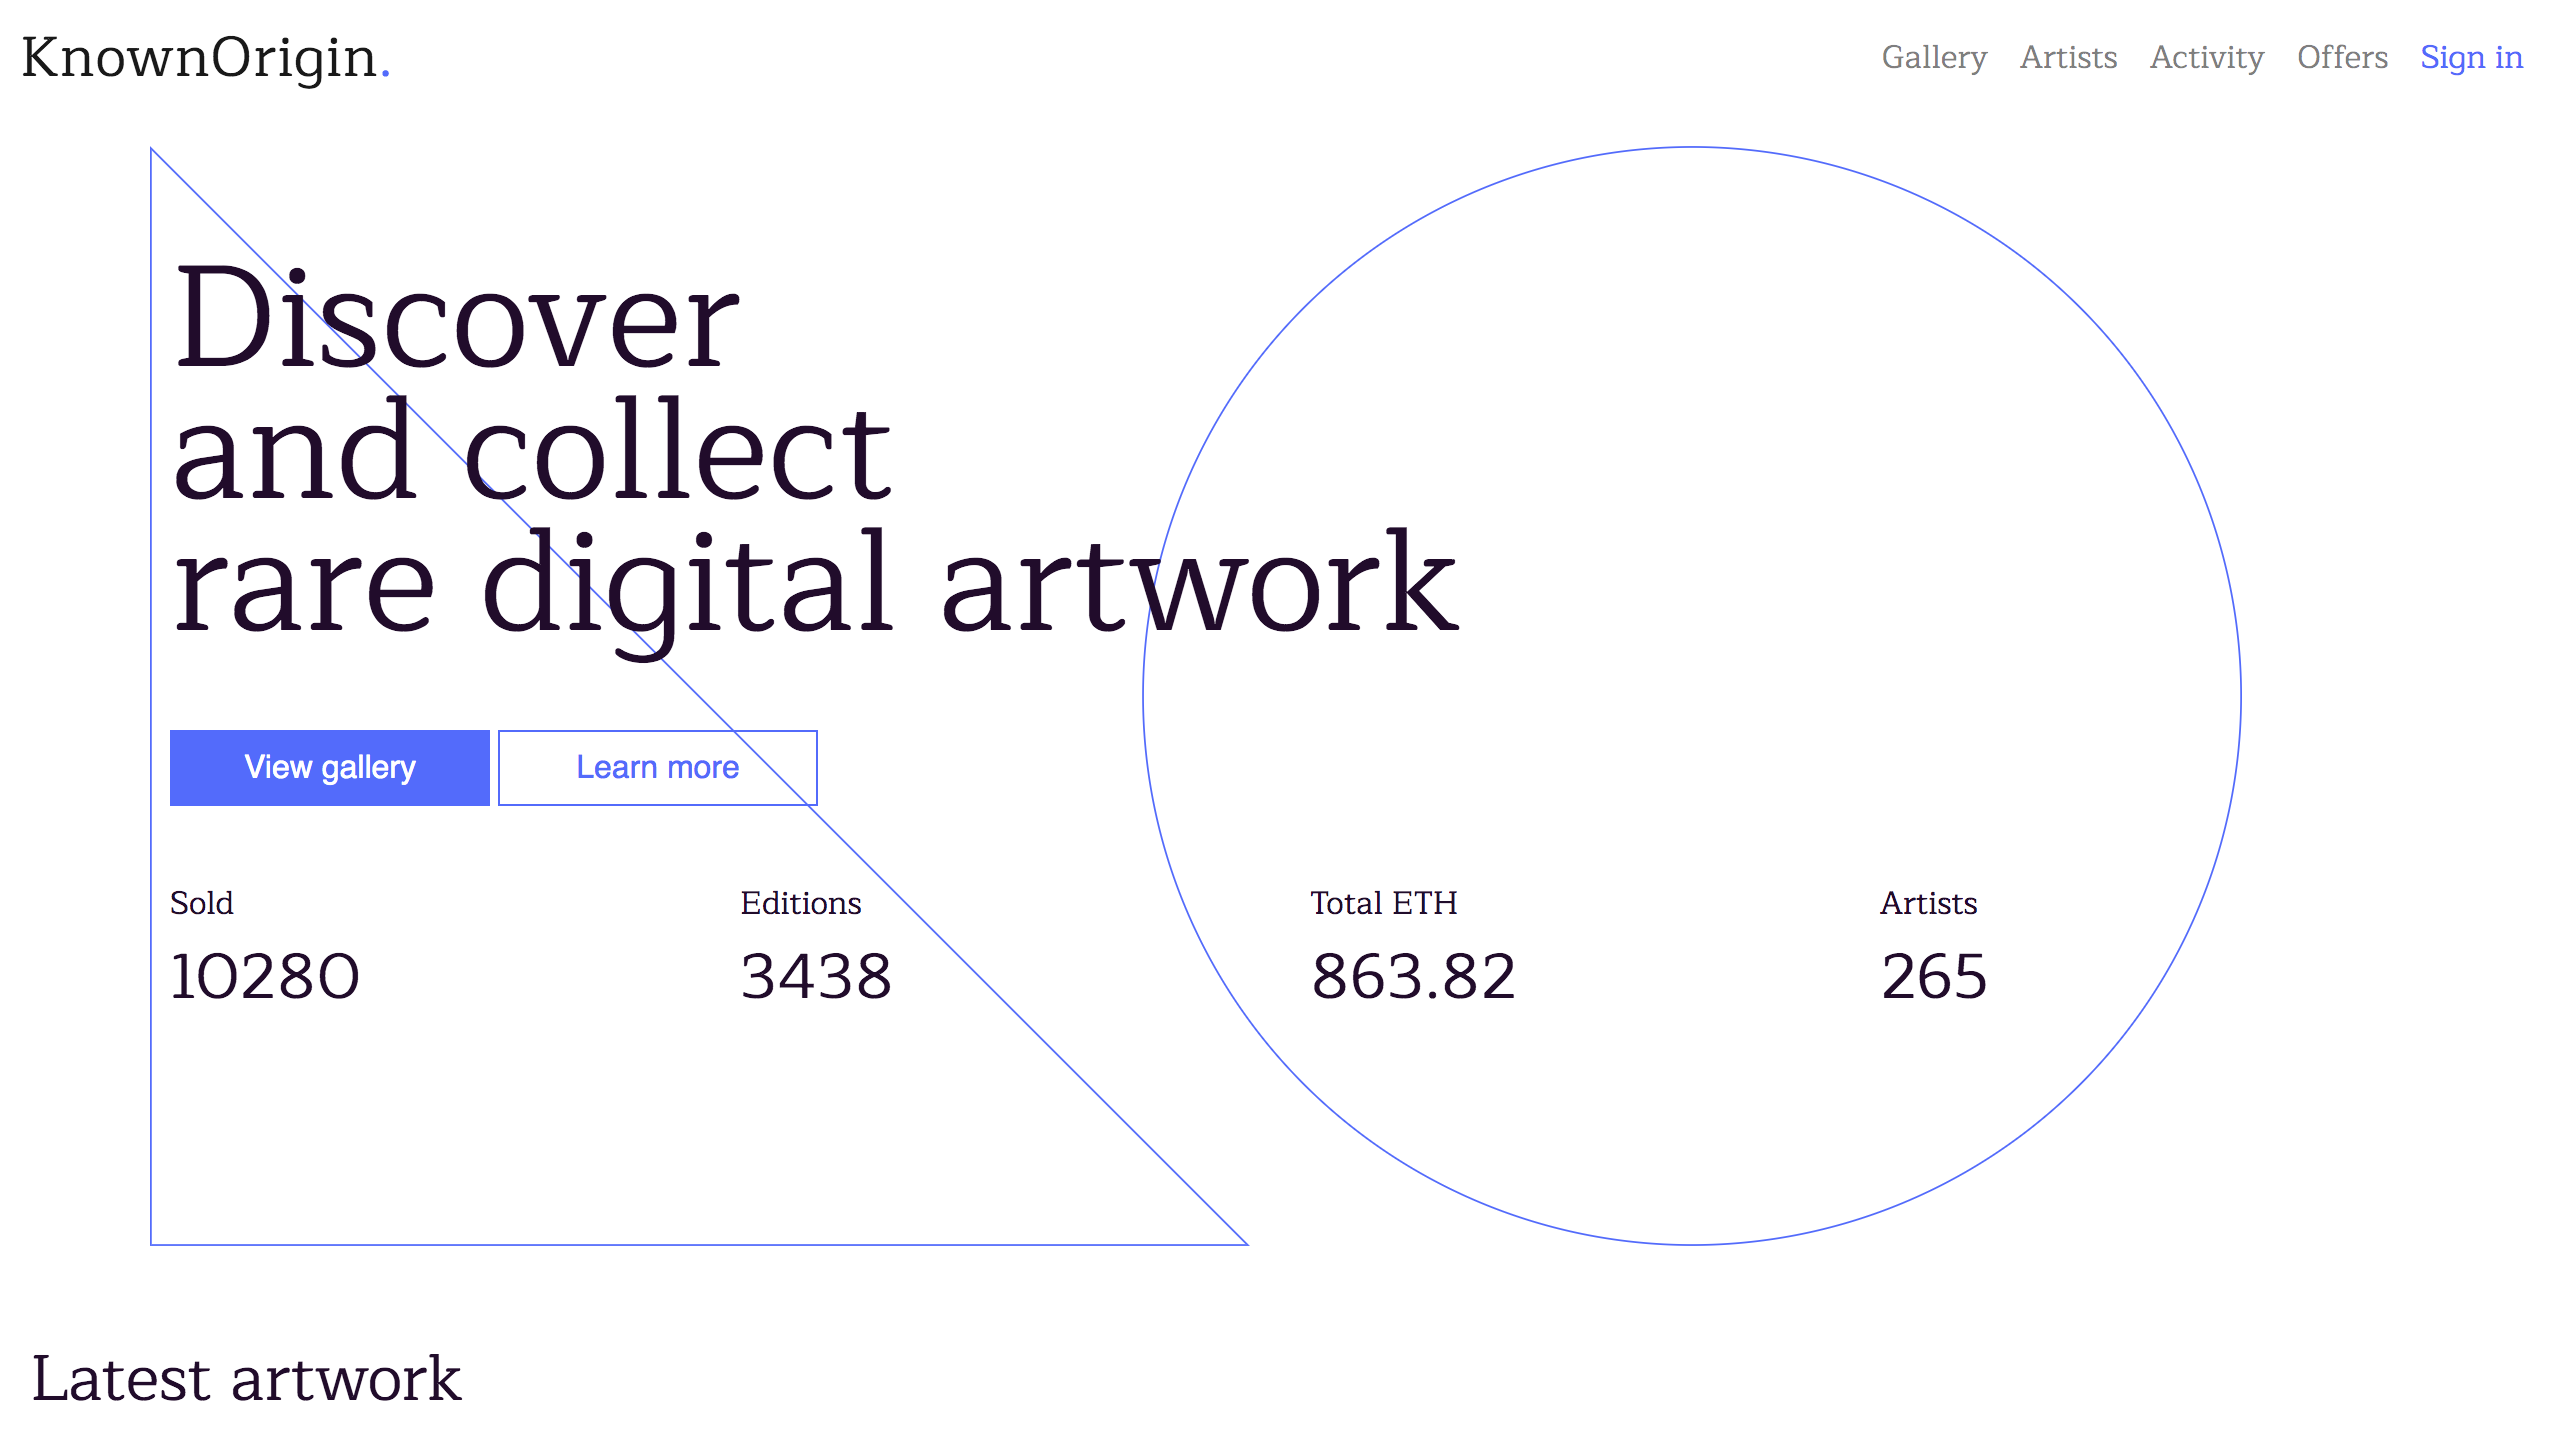 KnownOrigin.
Gallery Artists Activity Offers Sign in
Discover
and collect
rare digital artwork
View gallery Learn more
Sold Editions Total ETH Artists
10280 3438 863.82 265
Latest artwork